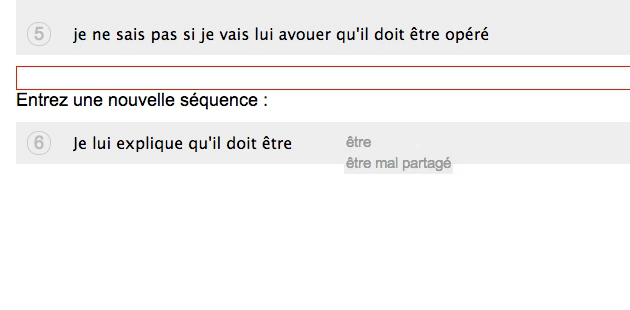 5 je ne sais pas si je vais lui avouer qu'il doit être opéré
Entrez une nouvelle séquence :
6 Je lui explique qu'il doit être être
être mal partagé